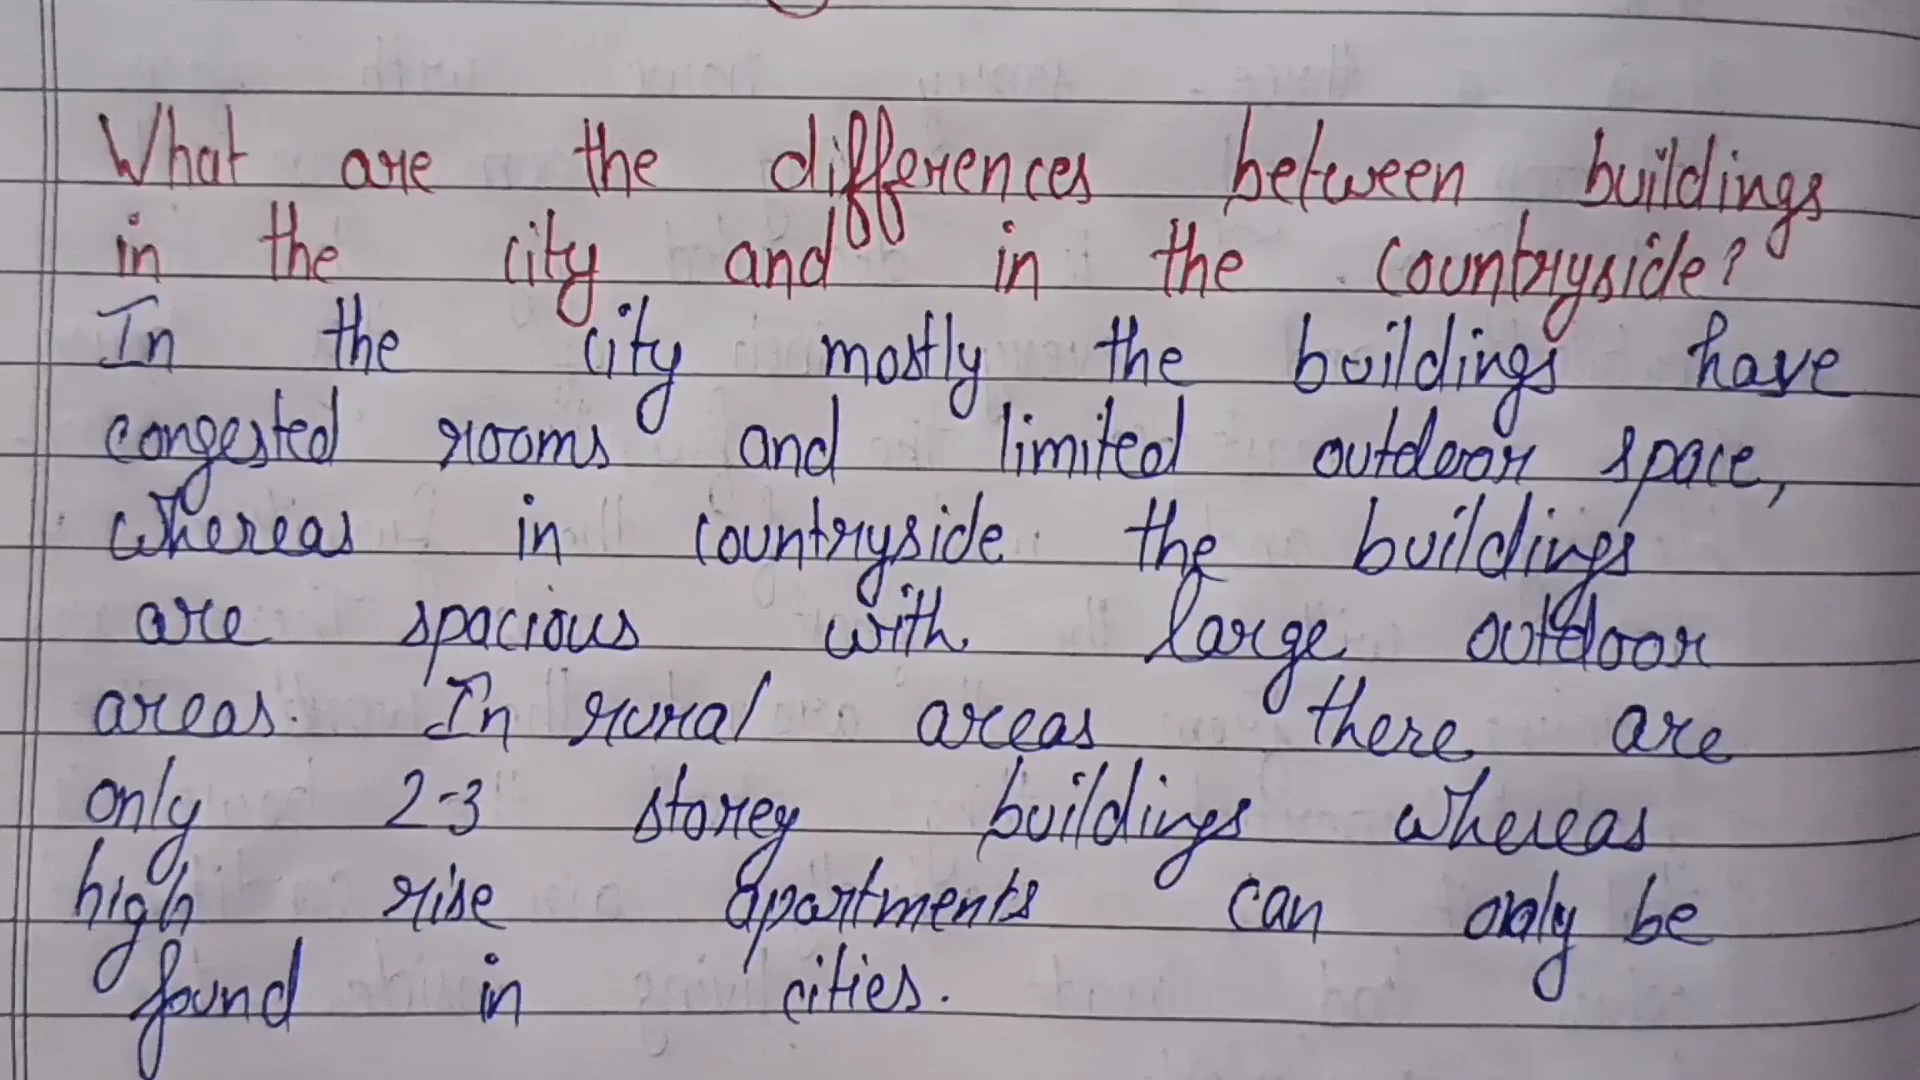 What are the differences between buildings
in the city and in the countryside?
In the city mostly the buildings have
congested rooms and limited outdoor space,
whereas in countryside the buildings
are spacious with large outdoor
areas. In rural areas there are
only 2-3 storey buildings whereas
high rise apartments can only be
found in cities.